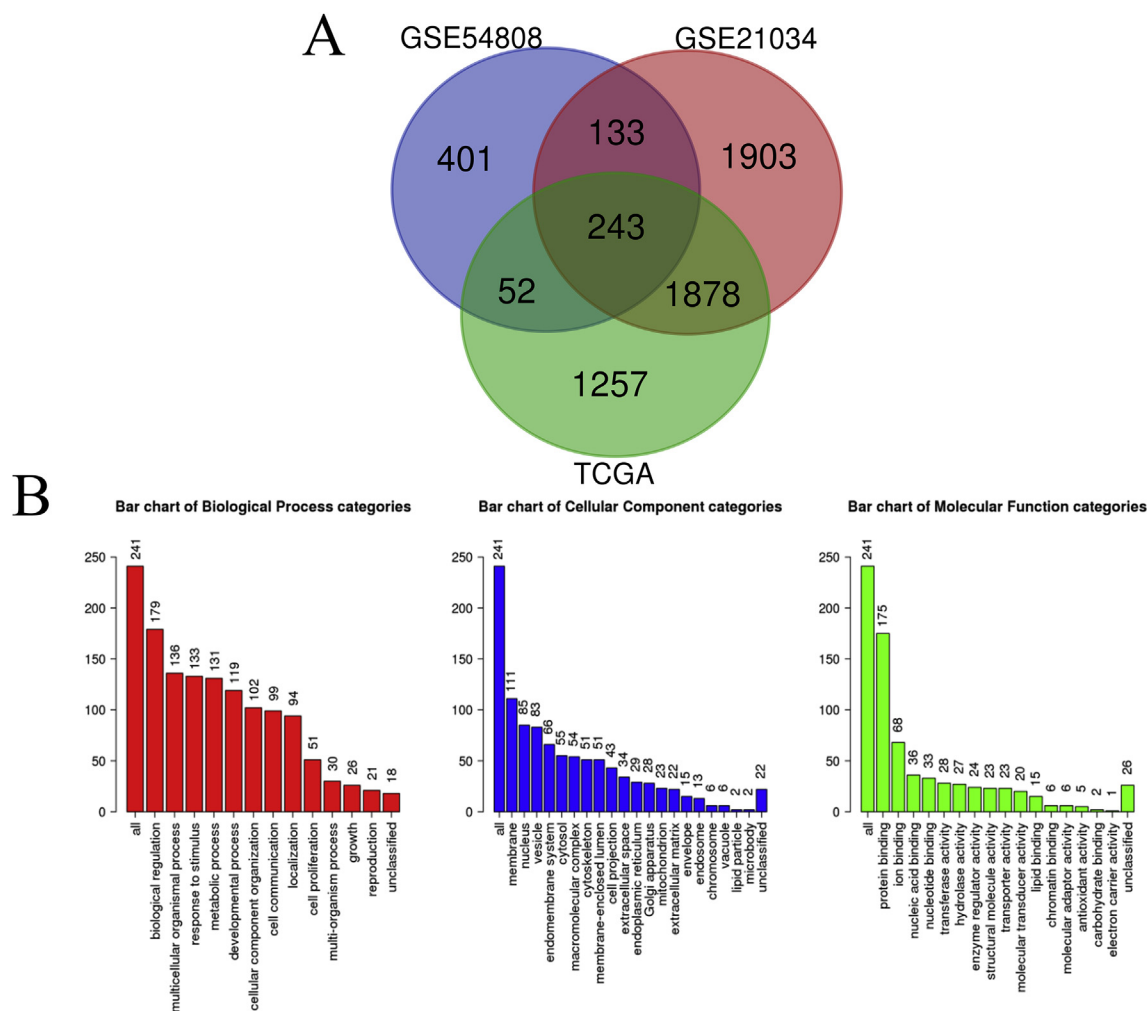 A
GSE54808
GSE21034
401
133
1903
243
52
1878
1257
TCGA
B
Bar chart of Biological Process categories
250
200
150
100
50
0
241
179
136
133
131
119
102
99
94
51
30
26
21
18
all
biological regulation
multicellular organismal process
response to stimulus
metabolic process
developmental process
cellular component organization
cell communication
localization
cell proliferation
multi-organism process
growth
reproduction
unclassified
Bar chart of Cellular Component categories
250
200
150
100
50
0
241
111
85
83
66
55
54
51
51
43
34
29
28
23
22
15
13
6
6
2
2
22
all
membrane
nucleus
vesicle
endomembrane system
cytosol
macromolecular complex
cytoskeleton
membrane-enclosed lumen
cell projection
extracellular space
endoplasmic reticulum
Golgi apparatus
mitochondrion
extracellular matrix
envelope
endosome
chromosome
vacuole
lipid particle
microbody
unclassified
Bar chart of Molecular Function categories
250
200
150
100
50
0
241
175
68
36
33
28
27
24
23
23
20
15
6
6
5
2
1
26
all
protein binding
ion binding
nucleic acid binding
nucleotide binding
transferase activity
hydrolase activity
enzyme regulator activity
structural molecule activity
transporter activity
molecular transducer activity
lipid binding
chromatin binding
molecular adaptor activity
antioxidant activity
carbohydrate binding
electron carrier activity
unclassified